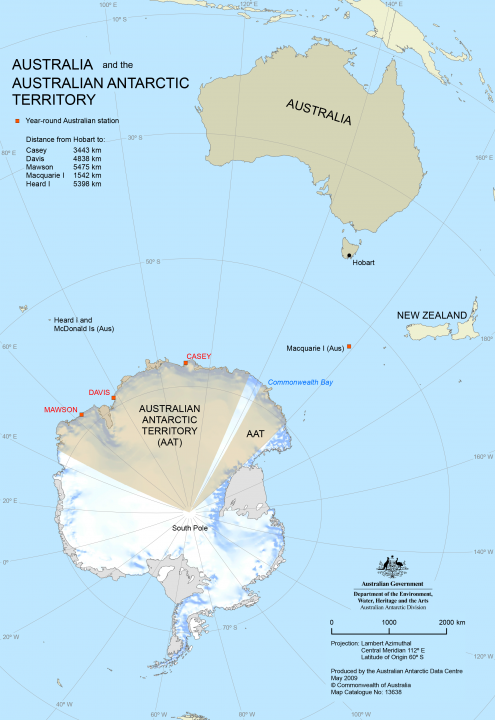 100° E
120° E
140° E
10° S
AUSTRALIA and the
AUSTRALIAN ANTARCTIC
TERRITORY
Year-round Australian station
Distance from Hobart to:
Casey 3443 km
Davis 4838 km
Mawson 5475 km
Macquarie I 1542 km
Heard I 5398 km
AUSTRALIA
30° S
80° E
160° E
50° S
Hobart
Heard I and
McDonald Is (Aus)
NEW ZEALAND
180°
Macquarie I (Aus)
60° E
CASEY
Commonwealth Bay
DAVIS
MAWSON
AUSTRALIAN
ANTARCTIC
TERRITORY
(AAT)
AAT
40° E
160° W
20° E
South Pole
0°
140° W
Australian Government
Department of the Environment,
Water, Heritage and the Arts
Australian Antarctic Division
0 1000 2000 km
70° S
20° W
Projection: Lambert Azimuthal
Central Meridian 112° E
Latitude of Origin 60° S
120° W
Produced by the Australian Antarctic Data Centre
May 2009
© Commonwealth of Australia
Map Catalogue No: 13638
40° W
60° W
80° W
100° W